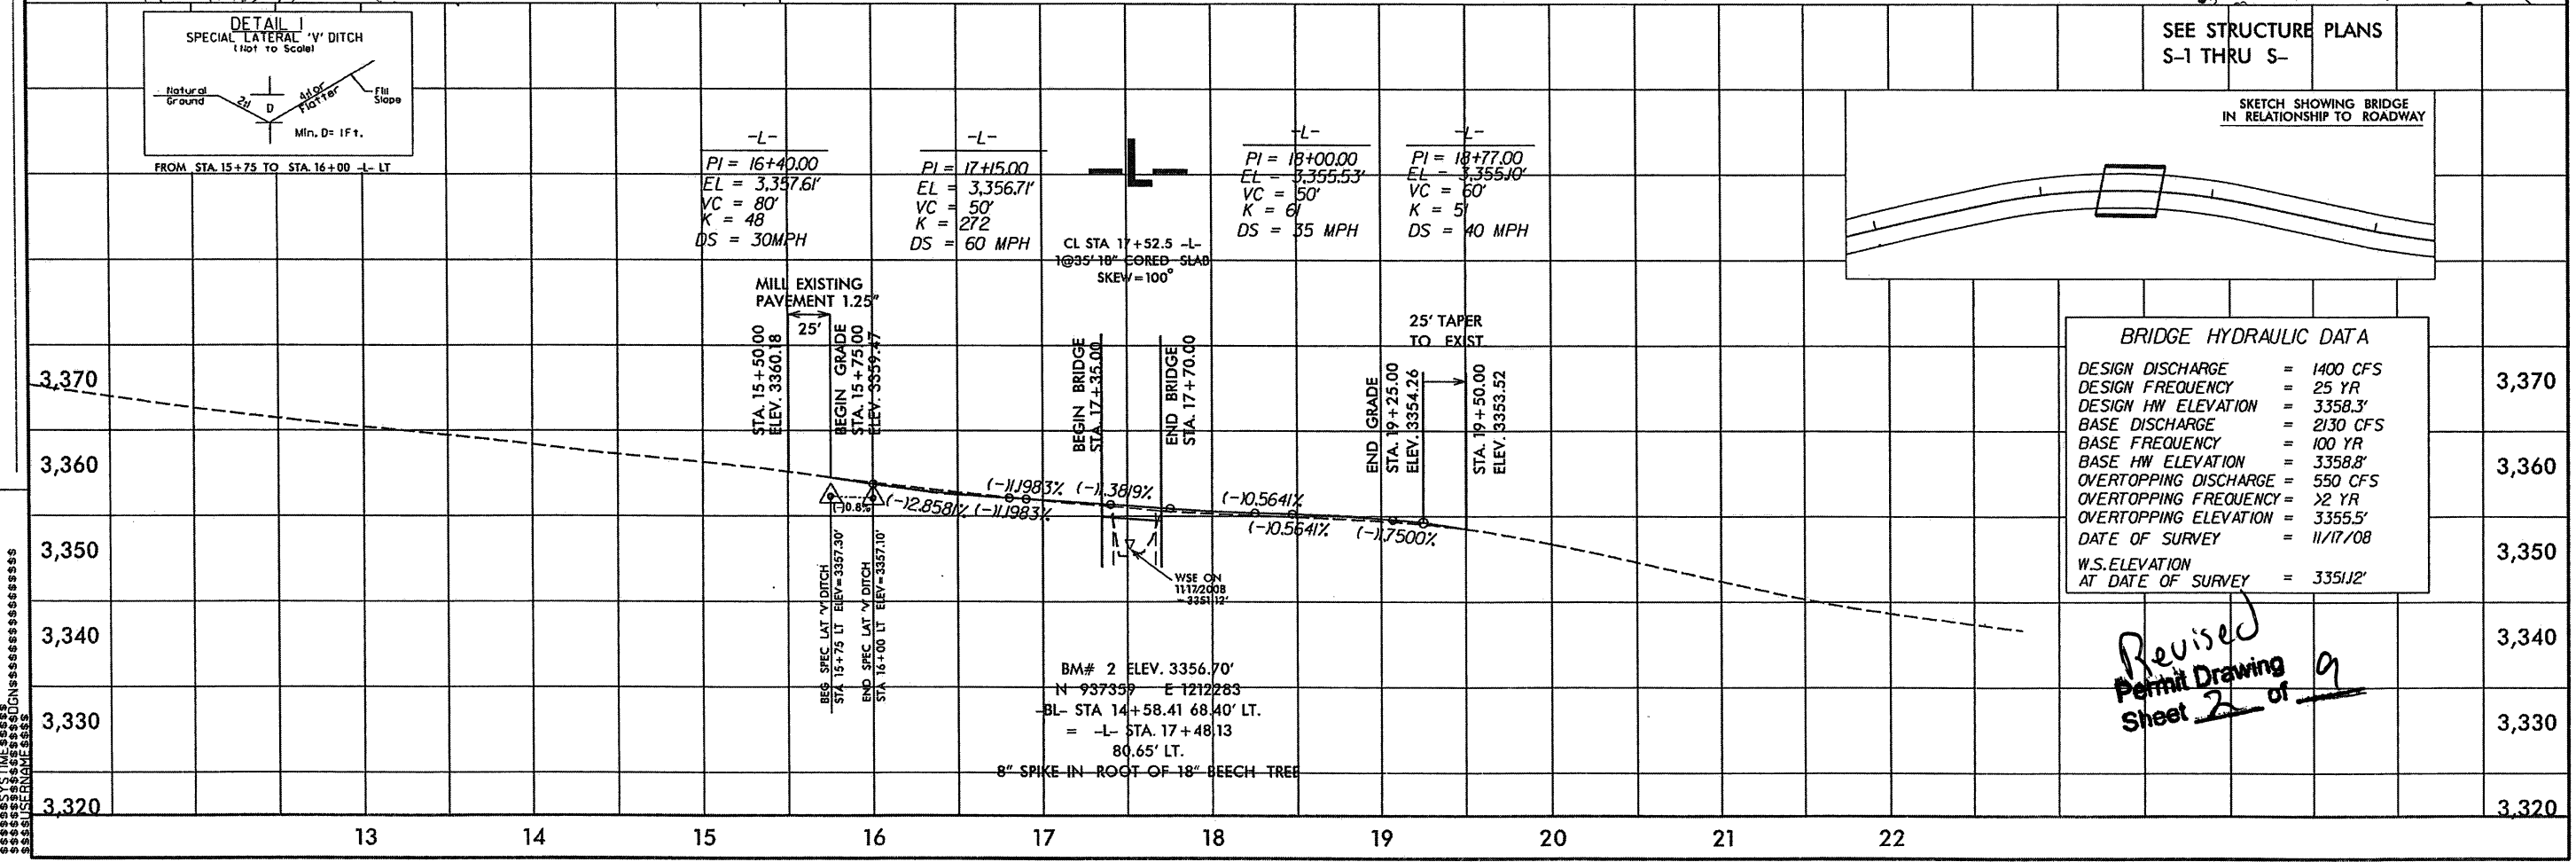 DETAIL 1
SPECIAL LATERAL 'V' DITCH
(Not to Scale)
Natural
Ground
2:1
D
4:1 or
Flatter
Fill
Slope
Min. D= 1 Ft.
FROM STA. 15+75 TO STA. 16+00 -L- LT
-L-
PI = 16+40.00
EL = 3,357.61'
VC = 80'
K = 48
DS = 30MPH
-L-
PI = 17+15.00
EL = 3,356.71'
VC = 50'
K = 272
DS = 60 MPH
L
CL STA 17+52.5 -L-
1@35' 18" CORED SLAB
SKEW=100°
-L-
PI = 18+00.00
EL = 3,355.53'
VC = 50'
K = 61
DS = 35 MPH
-L-
PI = 18+77.00
EL = 3,355.10'
VC = 60'
K = 51
DS = 40 MPH
SEE STRUCTURE PLANS
S-1 THRU S-
SKETCH SHOWING BRIDGE
IN RELATIONSHIP TO ROADWAY
MILL EXISTING
PAVEMENT 1.25"
25'
STA. 15+50.00
ELEV. 3360.18
BEGIN GRADE
STA. 15+75.00
ELEV. 3359.47
BEGIN BRIDGE
STA. 17+35.00
END BRIDGE
STA. 17+70.00
25' TAPER
TO EXIST.
END GRADE
STA. 19+25.00
ELEV. 3354.26
STA. 19+50.00
ELEV. 3353.52
BRIDGE HYDRAULIC DATA
DESIGN DISCHARGE = 1400 CFS
DESIGN FREQUENCY = 25 YR
DESIGN HW ELEVATION = 3358.3'
BASE DISCHARGE = 2130 CFS
BASE FREQUENCY = 100 YR
BASE HW ELEVATION = 3358.8'
OVERTOPPING DISCHARGE = 550 CFS
OVERTOPPING FREQUENCY = >2 YR
OVERTOPPING ELEVATION = 3355.5'
DATE OF SURVEY = 11/17/08
W.S.ELEVATION
AT DATE OF SURVEY = 3351.12'
3,370
3,360
3,350
3,340
3,330
3,320
3,370
3,360
3,350
3,340
3,330
3,320
(-)0.8%
(-)2.8581%
(-)1.1983%
(-)1.1983%
(-)1.3819%
(-)0.5641%
(-)0.5641%
(-)1.7500%
BEG SPEC LAT 'V' DITCH
STA 15+75 LT ELEV=3357.30'
END SPEC LAT 'V' DITCH
STA 16+00 LT ELEV=3357.10'
WSE ON
11/17/2008
= 3351.12'
BM# 2 ELEV. 3356.70'
N 937359 E 1212283
-BL- STA 14+58.41 68.40' LT.
= -L- STA. 17+48.13
80.65' LT.
8" SPIKE IN ROOT OF 18" BEECH TREE
Revised
Permit Drawing
Sheet 2 of 9
13 14 15 16 17 18 19 20 21 22